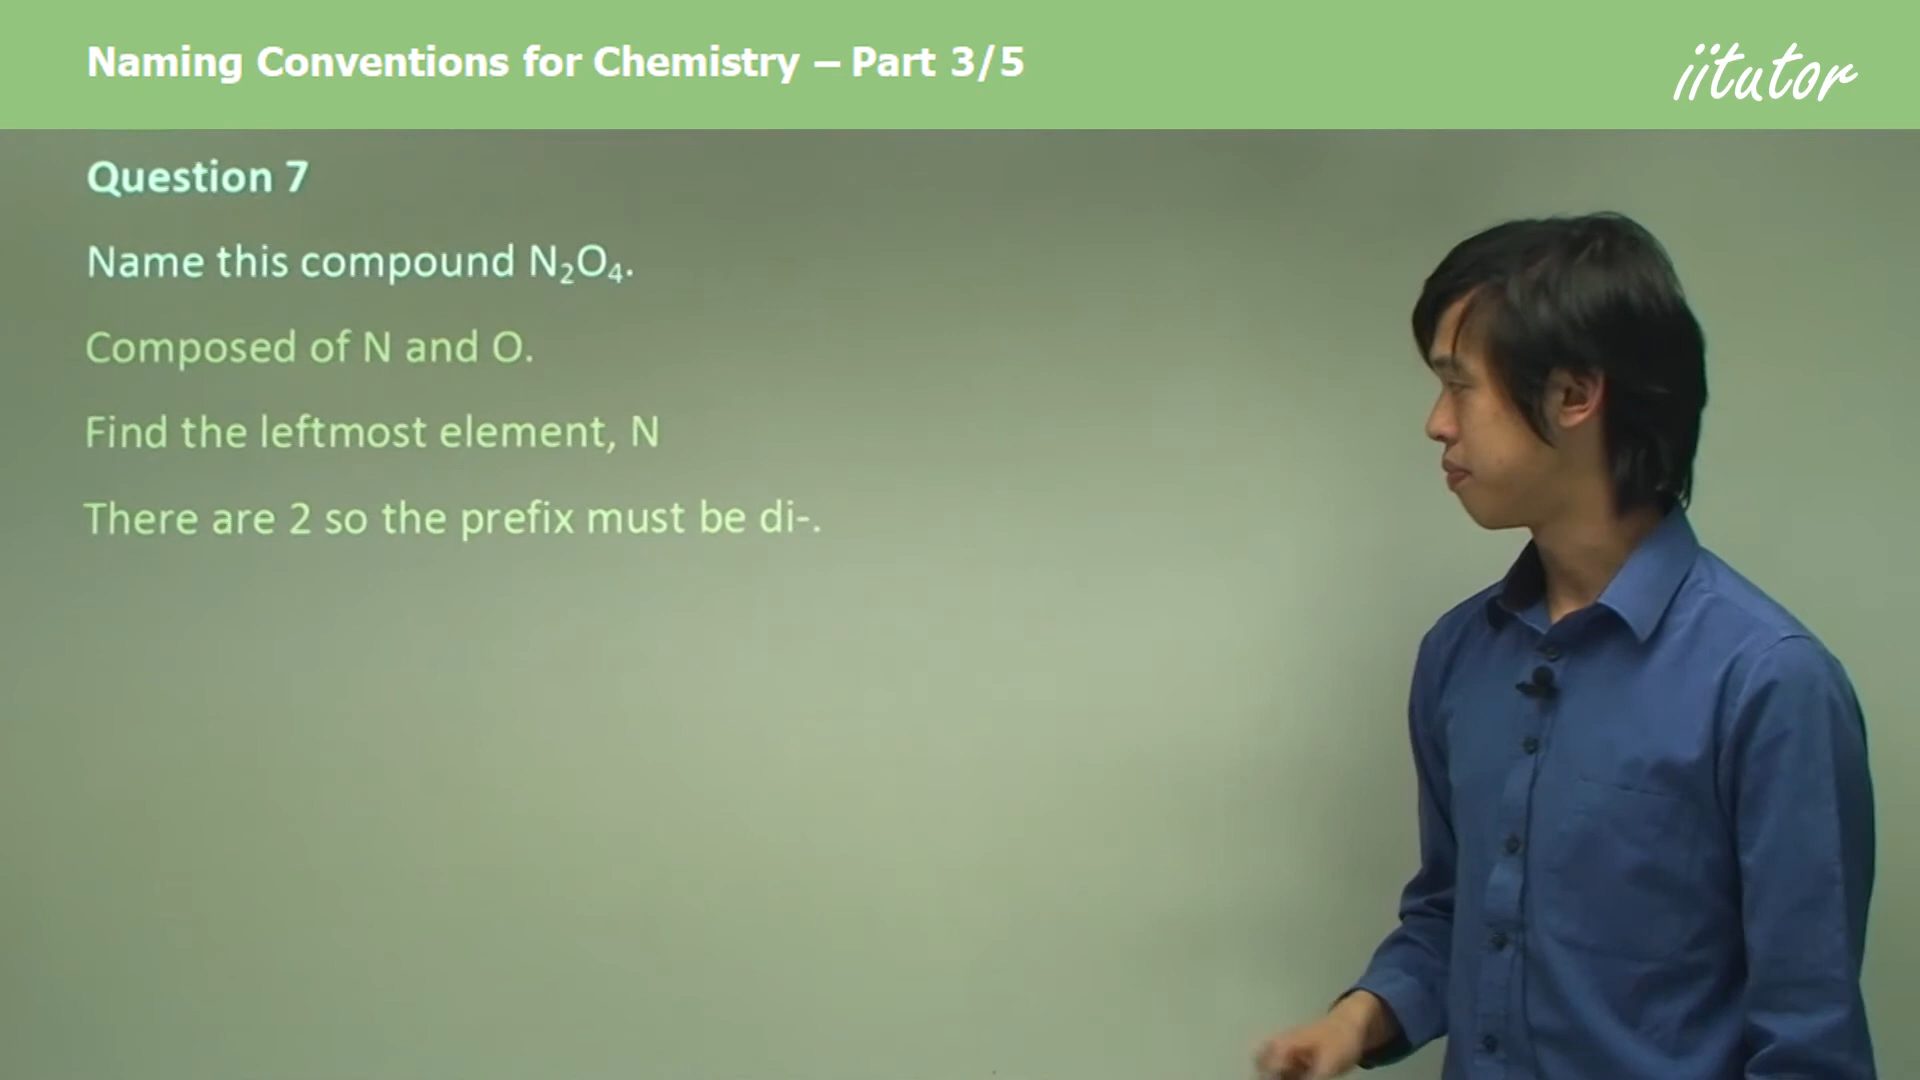 Naming Conventions for Chemistry – Part 3/5
iitutor
Question 7
Name this compound N₂O₄.
Composed of N and O.
Find the leftmost element, N
There are 2 so the prefix must be di-.